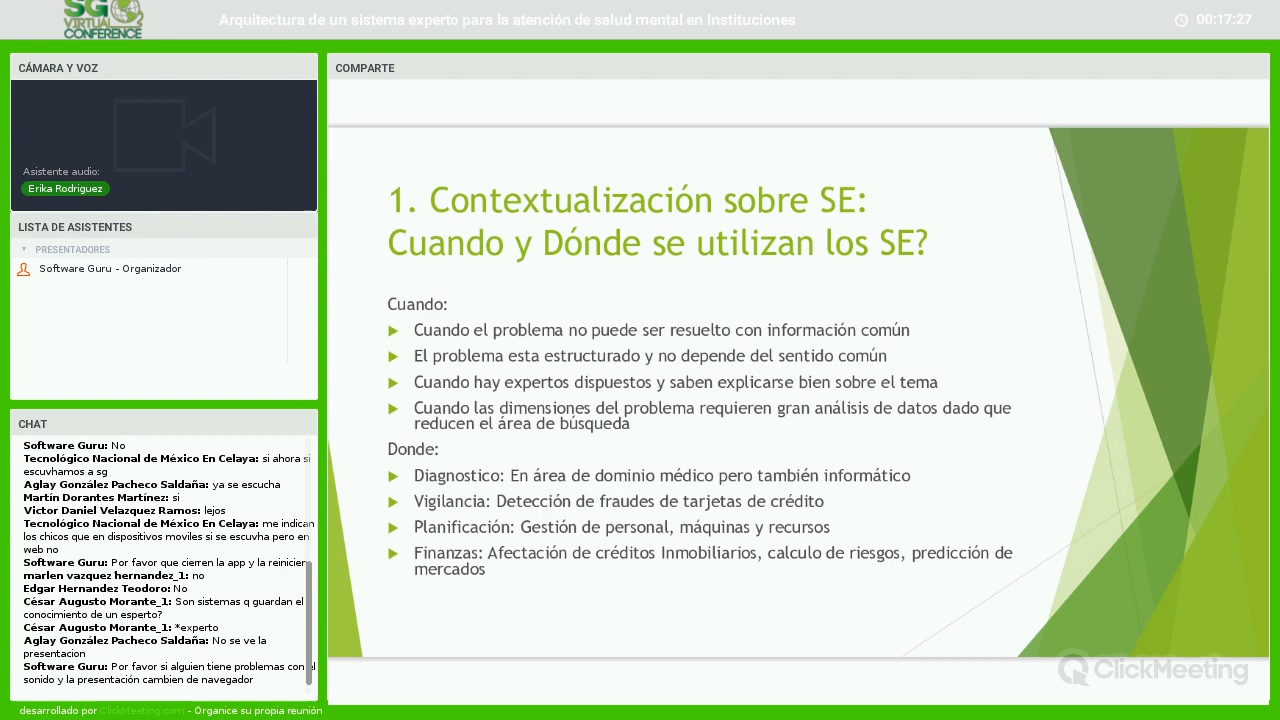 SG
VIRTUAL
CONFERENCE
Arquitectura de un sistema experto para la atención de salud mental en Instituciones
00:17:27
CÁMARA Y VOZ
Asistente audio:
Erika Rodriguez
LISTA DE ASISTENTES
PRESENTADORES
Software Guru - Organizador
CHAT
Software Guru: No
Tecnológico Nacional de México En Celaya: si ahora si
escuvhamos a sg
Aglay González Pacheco Saldaña: ya se escucha
Martín Dorantes Martínez: si
Victor Daniel Velazquez Ramos: lejos
Tecnológico Nacional de México En Celaya: me indican
los chicos que en dispositivos moviles si se escuvha pero en
web no
Software Guru: Por favor que cierren la app y la reinicien
marlen vazquez hernandez_1: no
Edgar Hernandez Teodoro: No
César Augusto Morante_1: Son sistemas q guardan el
conocimiento de un esperto?
César Augusto Morante_1: *experto
Aglay González Pacheco Saldaña: No se ve la
presentacion
Software Guru: Por favor si alguien tiene problemas con el
sonido y la presentación cambien de navegador
desarrollado por ClickMeeting.com - Organice su propia reunión
COMPARTE
1. Contextualización sobre SE:
Cuando y Dónde se utilizan los SE?
Cuando:
Cuando el problema no puede ser resuelto con información común
El problema esta estructurado y no depende del sentido común
Cuando hay expertos dispuestos y saben explicarse bien sobre el tema
Cuando las dimensiones del problema requieren gran análisis de datos dado que
reducen el área de búsqueda
Donde:
Diagnostico: En área de dominio médico pero también informático
Vigilancia: Detección de fraudes de tarjetas de crédito
Planificación: Gestión de personal, máquinas y recursos
Finanzas: Afectación de créditos Inmobiliarios, calculo de riesgos, predicción de
mercados
ClickMeeting